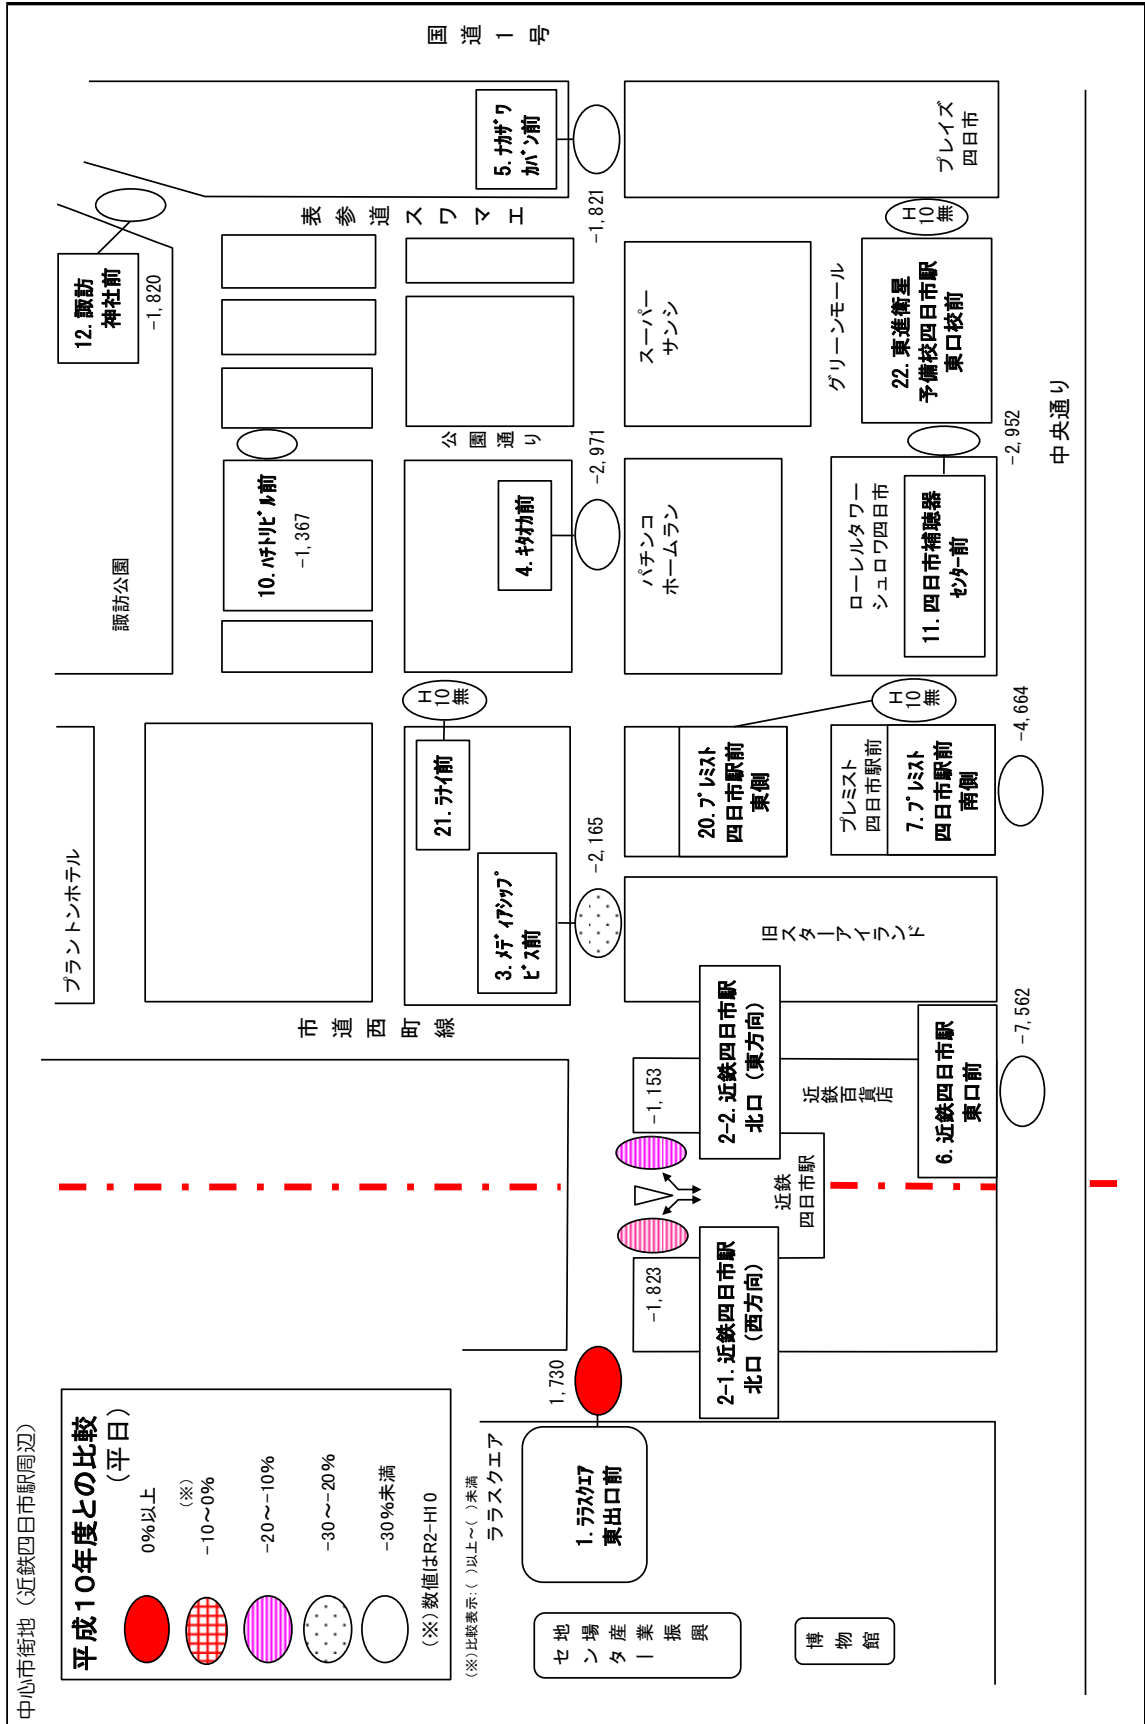 中心市街地（近鉄四日市駅周辺）
平成10年度との比較
（平日）
0%以上
(※)
-10～0%
-20～-10%
-30～-20%
-30%未満
(※)数値はR2-H10
(※)比較表示:( )以上～( )未満
ララスクエア
1. ﾗﾗｽｸｴｱ
東出口前
1,730
地場産業振興
センター
博物館
2-1. 近鉄四日市駅
北口（西方向）
-1,823
2-2. 近鉄四日市駅
北口（東方向）
-1,153
近鉄
四日市駅
近鉄
百貨店
6. 近鉄四日市駅
東口前
-7,562
市道西町線
プラントンホテル
3. ﾒﾃﾞｨｱｼｯﾌﾟ
ﾋﾞｽ前
-2,165
旧スターアイランド
21. ﾗﾅｲ前
H
10
無
20. ﾌﾟﾚﾐｽﾄ
四日市駅前
東側
プレミスト
四日市駅前
7. ﾌﾟﾚﾐｽﾄ
四日市駅前
南側
H
10
無
-4,664
諏訪公園
10. ﾊﾁﾄﾘﾋﾞﾙ前
-1,367
公園通り
4. ｷﾀｵｶ前
-2,971
パチンコ
ホームラン
ローレルタワー
シュロワ四日市
11. 四日市補聴器
ｾﾝﾀｰ前
-2,952
中央通り
12. 諏訪
神社前
-1,820
表参道スワマエ
スーパー
サンシ
グリーンモール
22. 東進衛星
予備校四日市駅
東口校前
H
10
無
5. ﾅｶｻﾞﾜ
ｶﾊﾞﾝ前
-1,821
プレイズ
四日市
国道1号